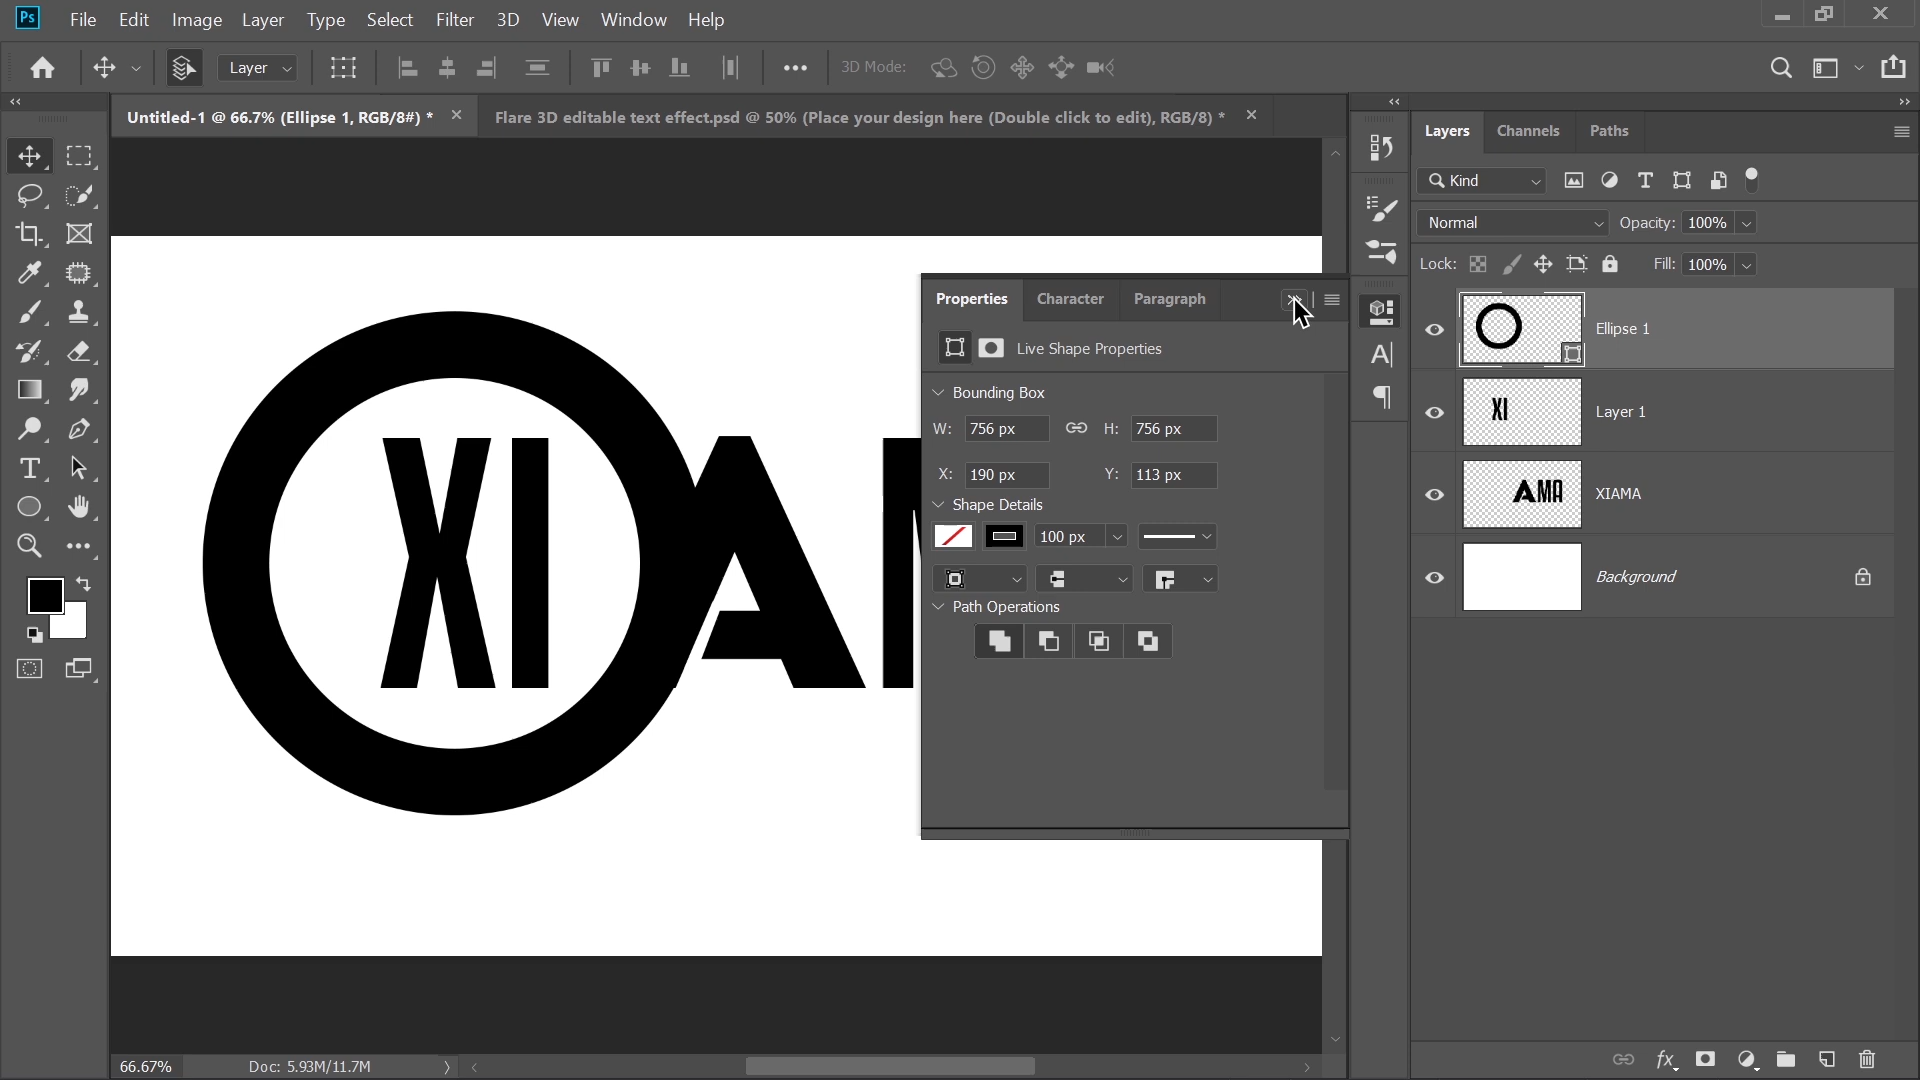 Ps File Edit Image Layer Type Select Filter 3D View Window Help
Layer 3D Mode:
Untitled-1 @ 66.7% (Ellipse 1, RGB/8#) *
Flare 3D editable text effect.psd @ 50% (Place your design here (Double click to edit), RGB/8) *
Layers Channels Paths
Kind
Normal Opacity: 100%
Lock: Fill: 100%
Ellipse 1
Layer 1
XIAMA
Background
Properties Character Paragraph
Live Shape Properties
Bounding Box
W: 756 px H: 756 px
X: 190 px Y: 113 px
Shape Details
100 px
Path Operations
XI
A
XI
AMA
66.67% Doc: 5.93M/11.7M